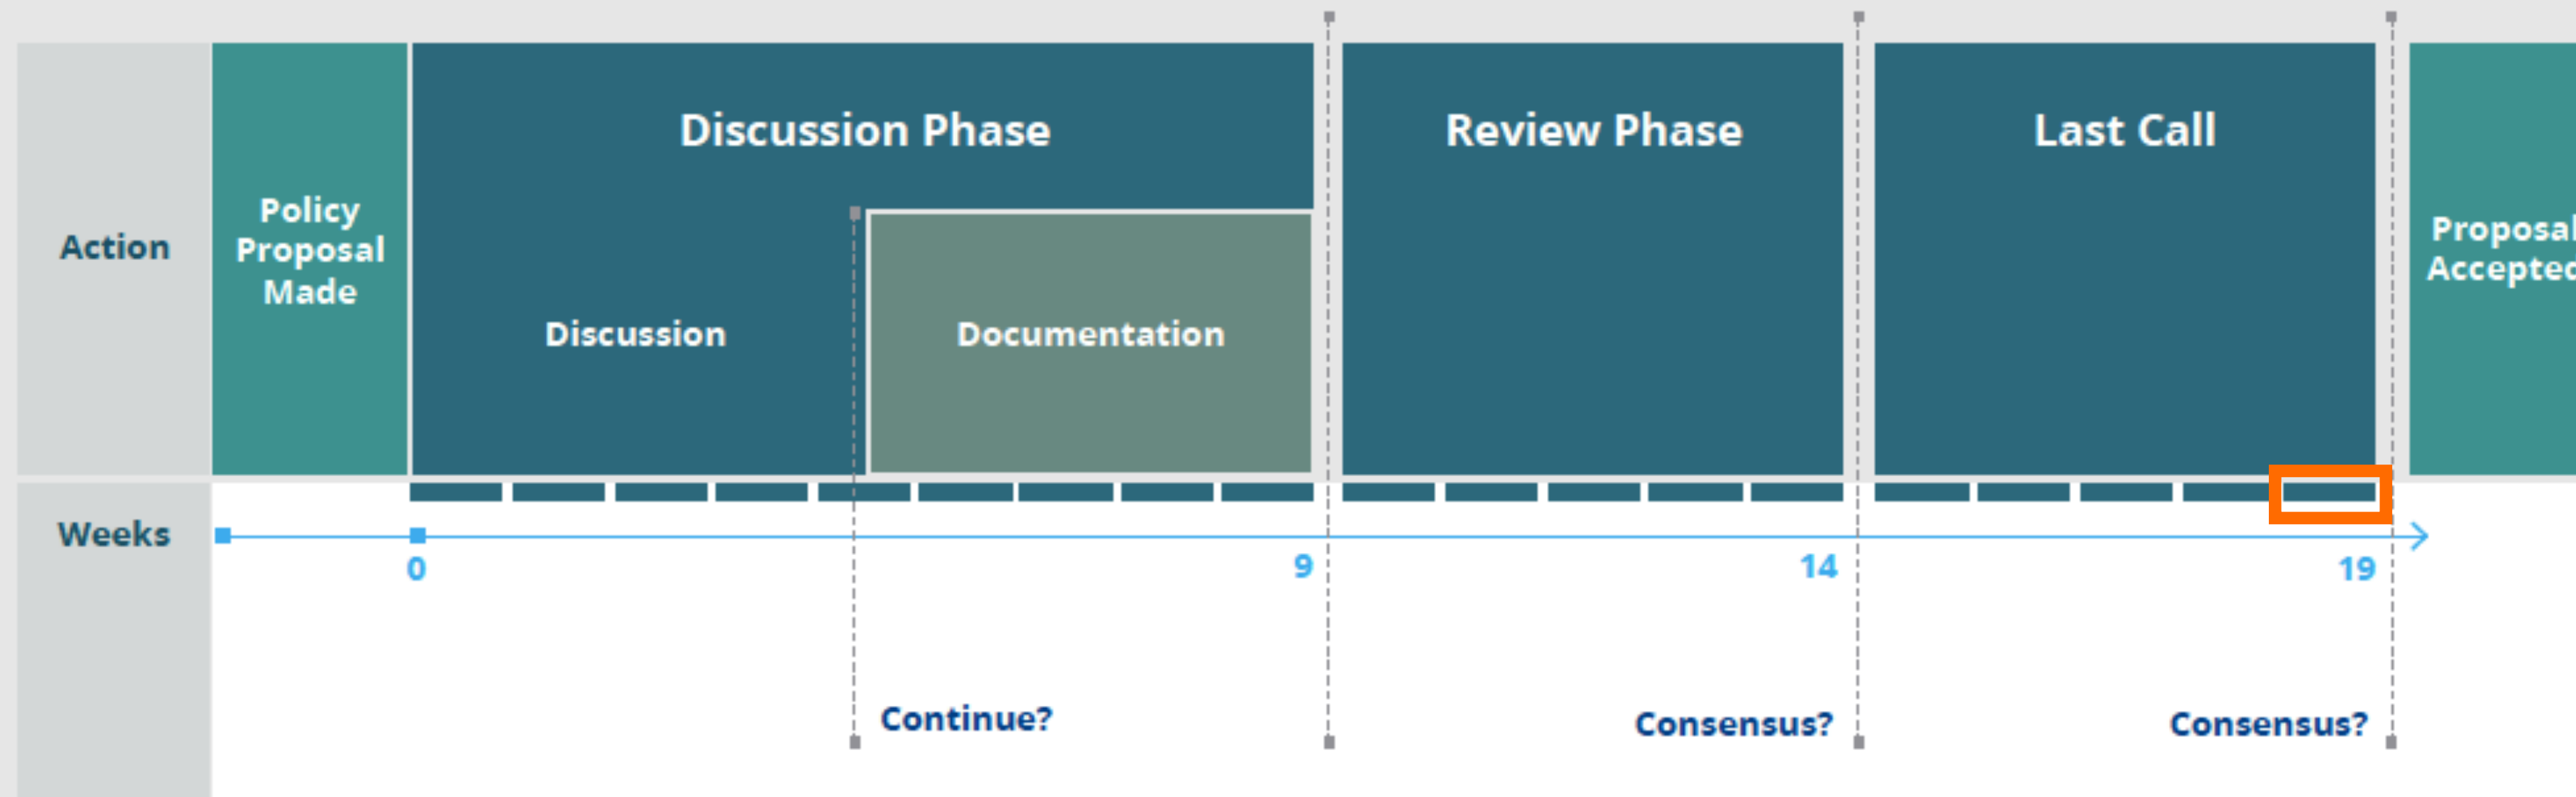 Discussion Phase
Review Phase
Last Call
Action
Policy
Proposal
Made
Discussion
Documentation
Proposal
Accepted
Weeks
0
9
14
19
Continue?
Consensus?
Consensus?